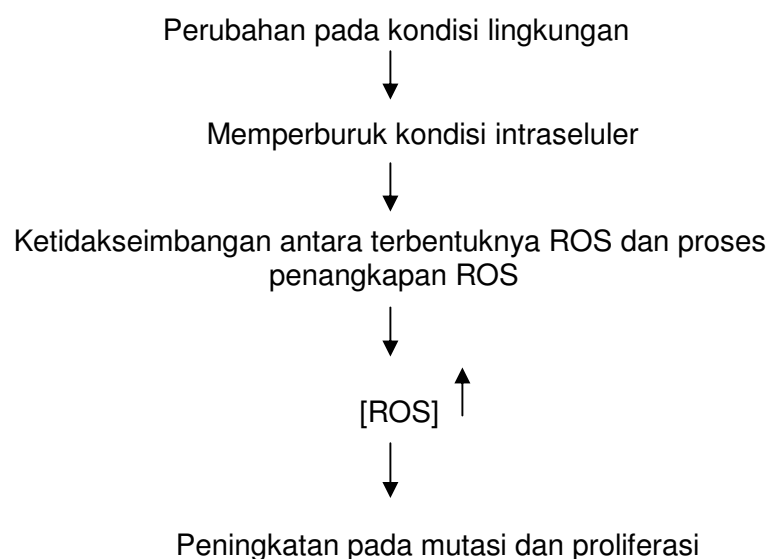 Perubahan pada kondisi lingkungan
Memperburuk kondisi intraseluler
Ketidakseimbangan antara terbentuknya ROS dan proses
penangkapan ROS
[ROS]
Peningkatan pada mutasi dan proliferasi